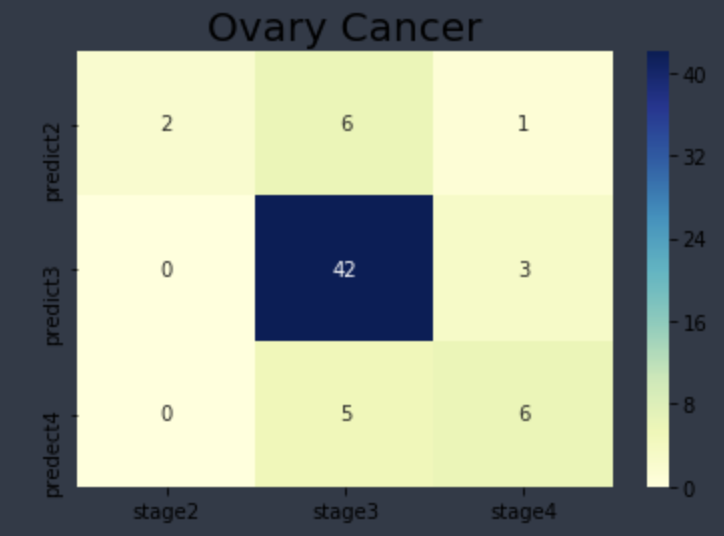 Ovary Cancer
predict2
2 6 1
40
32
predict3
0 42 3
24
16
predect4
0 5 6
8
0
stage2 stage3 stage4